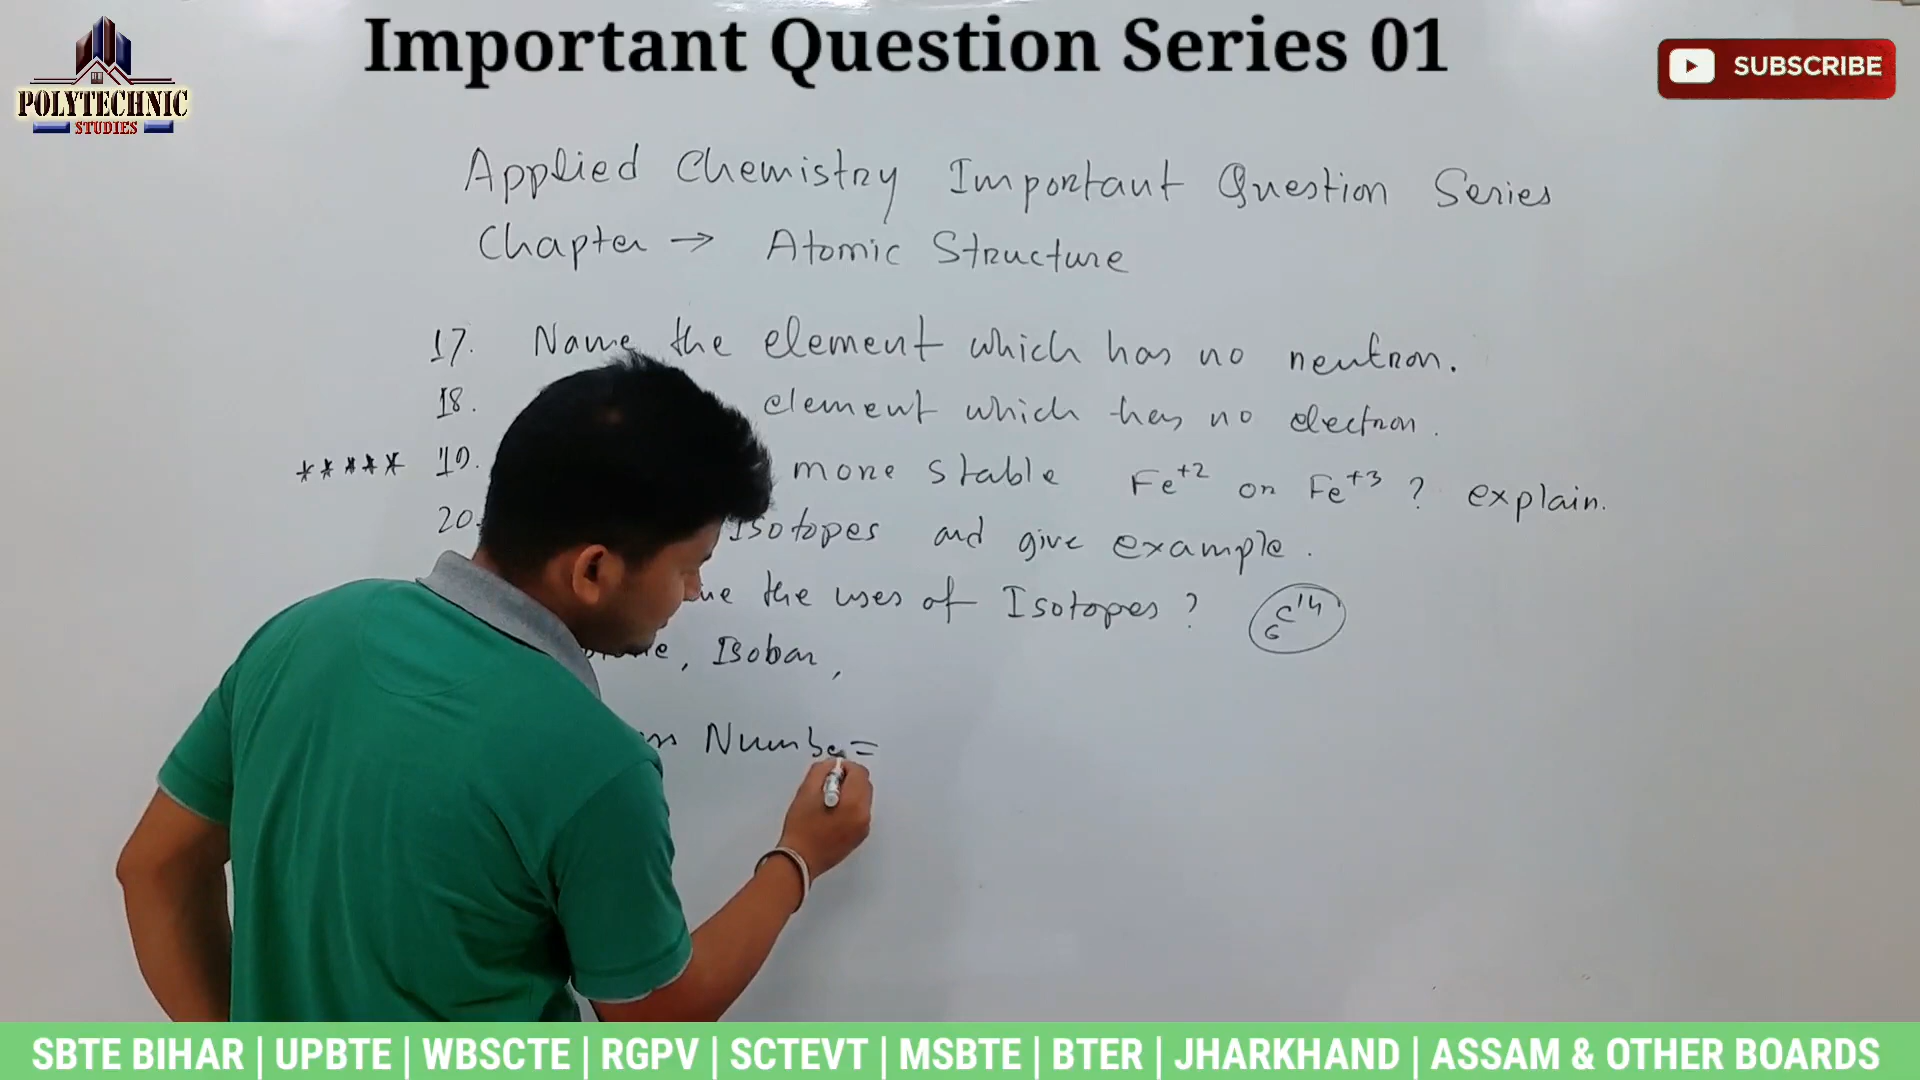 Important Question Series 01
POLYTECHNIC
STUDIES
SUBSCRIBE
Applied Chemistry Important Question Series
Chapter → Atomic Structure
17. Name the element which has no neutron.
18. element which has no electron.
***** 19. more stable Fe+2 or Fe+3 ? explain.
20. Isotopes and give example.
the uses of Isotopes ? 6C14
, Isobar,
Number=
SBTE BIHAR | UPBTE | WBSCTE | RGPV | SCTEVT | MSBTE | BTER | JHARKHAND | ASSAM & OTHER BOARDS